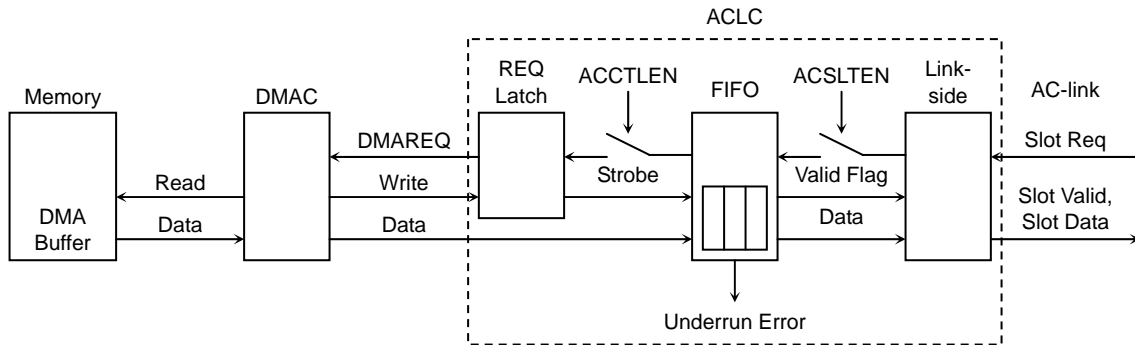 ACLC
REQ
Latch
ACCTLEN
FIFO
ACSLTEN
Link-
side
AC-link
Memory
DMAC
DMAREQ
Strobe
Valid Flag
Slot Req
Read
Write
DMA
Buffer
Data
Data
Data
Slot Valid,
Slot Data
Underrun Error